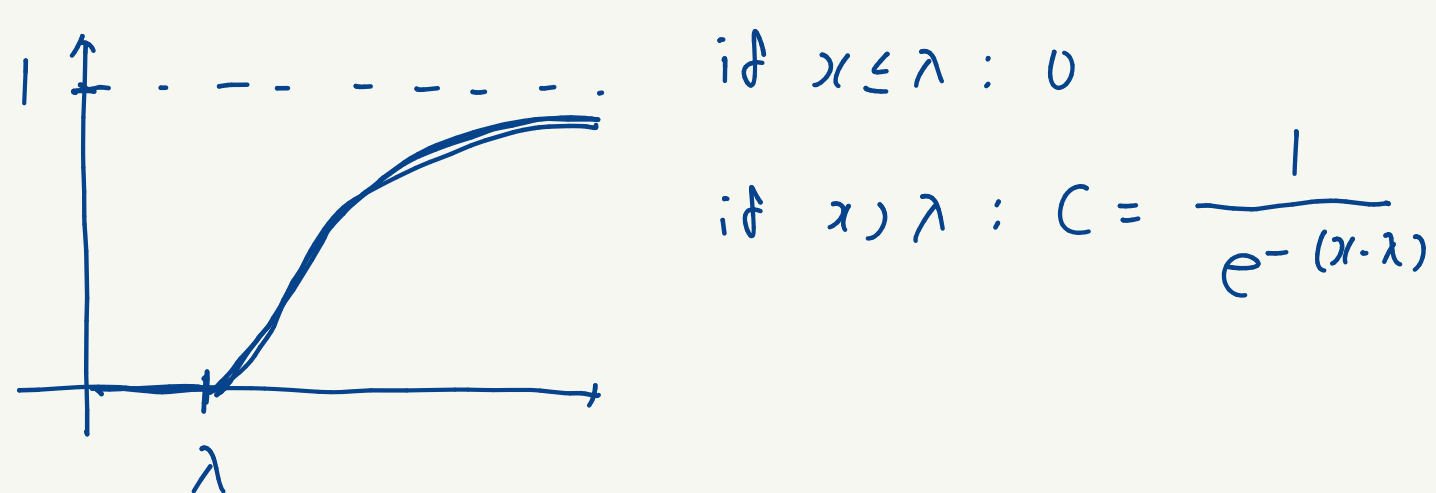 1
λ
if x ≤ λ : 0
if x > λ : C = 1 / e^-(x-λ)